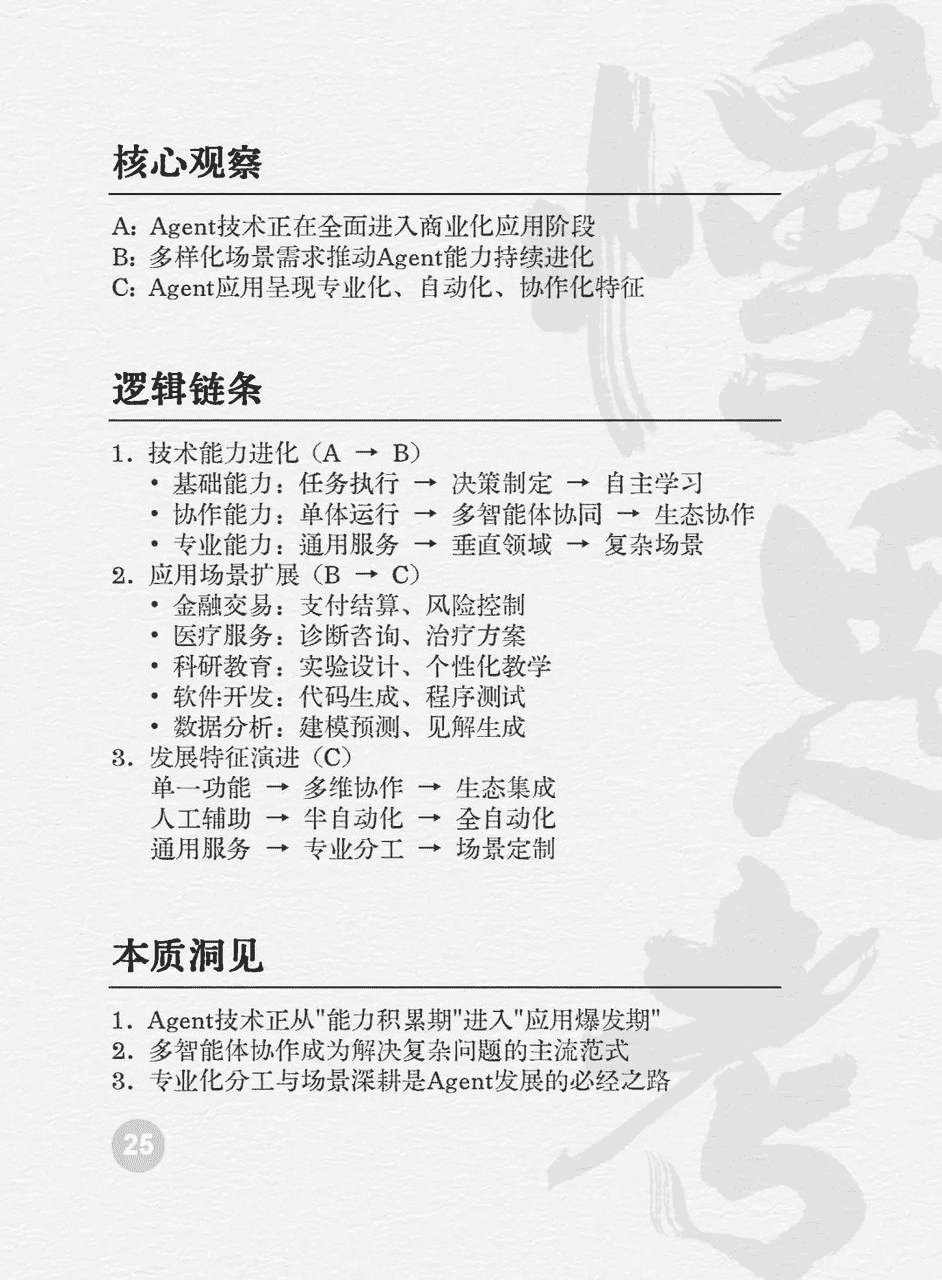 核心观察
A: Agent技术正在全面进入商业化应用阶段
B: 多样化场景需求推动Agent能力持续进化
C: Agent应用呈现专业化、自动化、协作化特征
逻辑链条
1. 技术能力进化（A → B）
• 基础能力：任务执行 → 决策制定 → 自主学习
• 协作能力：单体运行 → 多智能体协同 → 生态协作
• 专业能力：通用服务 → 垂直领域 → 复杂场景
2. 应用场景扩展（B → C）
• 金融交易：支付结算、风险控制
• 医疗服务：诊断咨询、治疗方案
• 科研教育：实验设计、个性化教学
• 软件开发：代码生成、程序测试
• 数据分析：建模预测、见解生成
3. 发展特征演进（C）
单一功能 → 多维协作 → 生态集成
人工辅助 → 半自动化 → 全自动化
通用服务 → 专业分工 → 场景定制
本质洞见
1. Agent技术正从"能力积累期"进入"应用爆发期"
2. 多智能体协作成为解决复杂问题的主流范式
3. 专业化分工与场景深耕是Agent发展的必经之路
25
慢思考